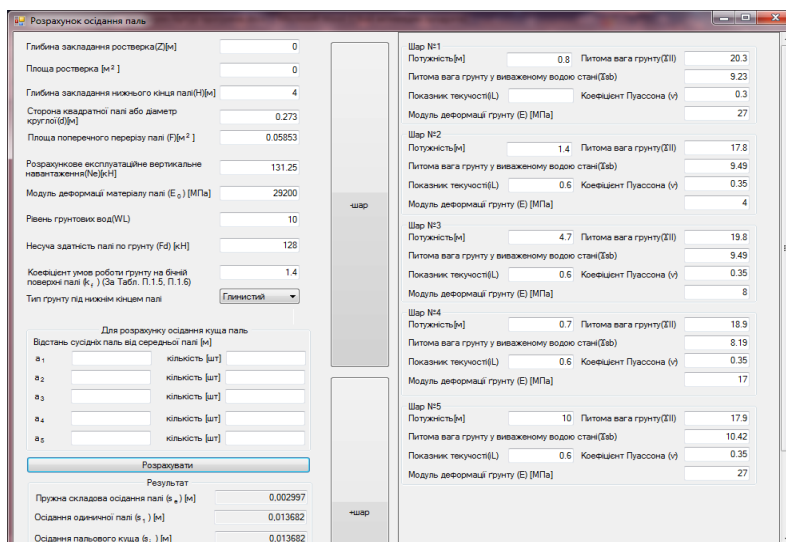 Розрахунок осідання паль
Глибина закладання ростверка(Z)[м] 0
Площа ростверка [м²] 0
Глибина закладання нижнього кінця палі(H)[м] 4
Сторона квадратної палі або діаметр
круглої(d)[м] 0.273
Площа поперечного перерізу палі (F)[м²] 0.05853
Розрахункове експлуатаційне вертикальне
навантаження(Ne)[кН] 131.25
Модуль деформації матеріалу палі (E₀) [МПа] 29200
Рівень грунтових вод(WL) 10
Несуча здатність палі по грунту (Fd) [кН] 128
Коефіцієнт умов роботи ґрунту на бічній
поверхні палі (k_f) (За Табл. П.1.5, П.1.6) 1.4
Тип ґрунту під нижнім кінцем палі Глинистий
Для розрахунку осідання куща паль
Відстань сусідніх паль від середньої палі [м]
a₁ кількість [шт]
a₂ кількість [шт]
a₃ кількість [шт]
a₄ кількість [шт]
a₅ кількість [шт]
Розрахувати
Результат
Пружна складова осідання палі (s_e) [м] 0,002997
Осідання одиничної палі (s₁) [м] 0,013682
Осідання пальового куща (s [м] 0,013682
-шар
+шар
Шар №1
Потужність[м] 0.8 Питома вага грунту(ɣII) 20.3
Питома вага грунту у виваженому водою стані(ɣsb) 9.23
Показник текучості(iL) Коефіцієнт Пуассона (v) 0.3
Модуль деформації ґрунту (E) [МПа] 27
Шар №2
Потужність[м] 1.4 Питома вага грунту(ɣII) 17.8
Питома вага грунту у виваженому водою стані(ɣsb) 9.49
Показник текучості(iL) 0.6 Коефіцієнт Пуассона (v) 0.35
Модуль деформації ґрунту (E) [МПа] 4
Шар №3
Потужність[м] 4.7 Питома вага грунту(ɣII) 19.8
Питома вага грунту у виваженому водою стані(ɣsb) 9.49
Показник текучості(iL) 0.6 Коефіцієнт Пуассона (v) 0.35
Модуль деформації ґрунту (E) [МПа] 8
Шар №4
Потужність[м] 0.7 Питома вага грунту(ɣII) 18.9
Питома вага грунту у виваженому водою стані(ɣsb) 8.19
Показник текучості(iL) 0.6 Коефіцієнт Пуассона (v) 0.35
Модуль деформації ґрунту (E) [МПа] 17
Шар №5
Потужність[м] 10 Питома вага грунту(ɣII) 17.9
Питома вага грунту у виваженому водою стані(ɣsb) 10.42
Показник текучості(iL) 0.6 Коефіцієнт Пуассона (v) 0.35
Модуль деформації ґрунту (E) [МПа] 27